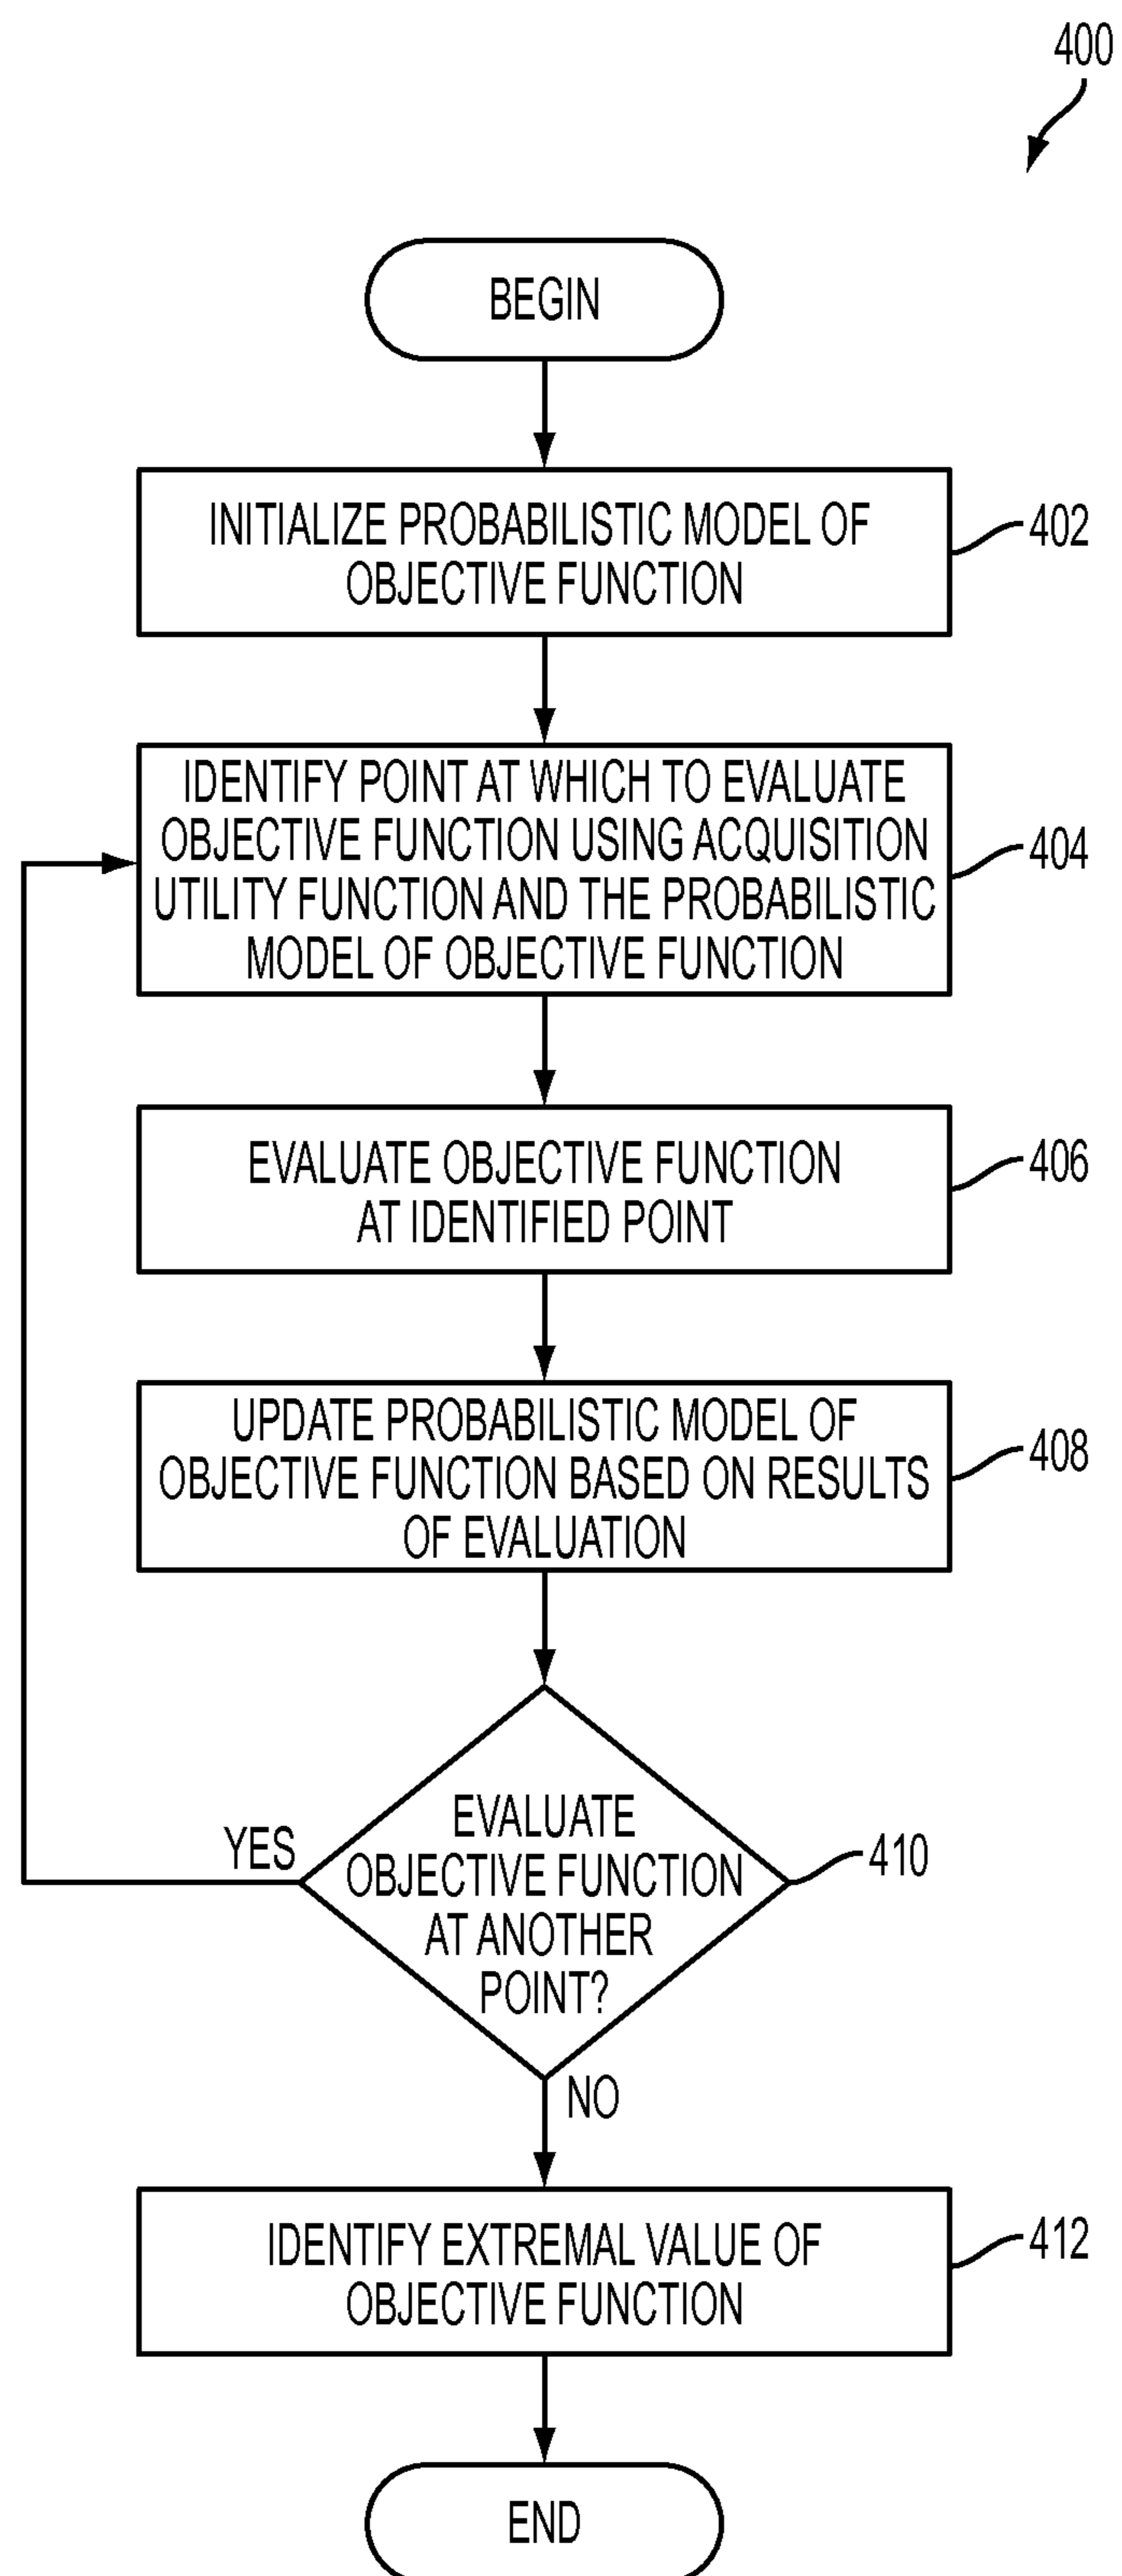 400
BEGIN
INITIALIZE PROBABILISTIC MODEL OF
OBJECTIVE FUNCTION
402
IDENTIFY POINT AT WHICH TO EVALUATE
OBJECTIVE FUNCTION USING ACQUISITION
UTILITY FUNCTION AND THE PROBABILISTIC
MODEL OF OBJECTIVE FUNCTION
404
EVALUATE OBJECTIVE FUNCTION
AT IDENTIFIED POINT
406
UPDATE PROBABILISTIC MODEL OF
OBJECTIVE FUNCTION BASED ON RESULTS
OF EVALUATION
408
YES
EVALUATE
OBJECTIVE FUNCTION
AT ANOTHER
POINT?
410
NO
IDENTIFY EXTREMAL VALUE OF
OBJECTIVE FUNCTION
412
END